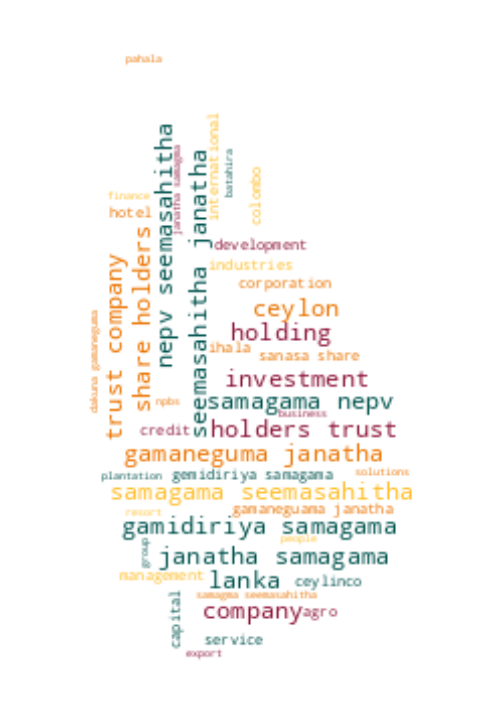 pahala
nepv seemasahitha
janatha samagma
seemasahitha janatha
international
batahira
colombo
finance
hotel
share holders
trust company
dakuna gamaneguma
development
industries
corporation
ceylon
holding
ihala
sanasa share
investment
npbs
samagama nepv
business
credit
holders trust
gamaneguma janatha
plantation
gemidiriya samagama
solutions
samagama seemasahitha
resort
gamaneguama janatha
gamidiriya samagama
people
group
janatha samagama
management
lanka
ceylinco
samagma seemasahitha
capital
company
agro
service
export